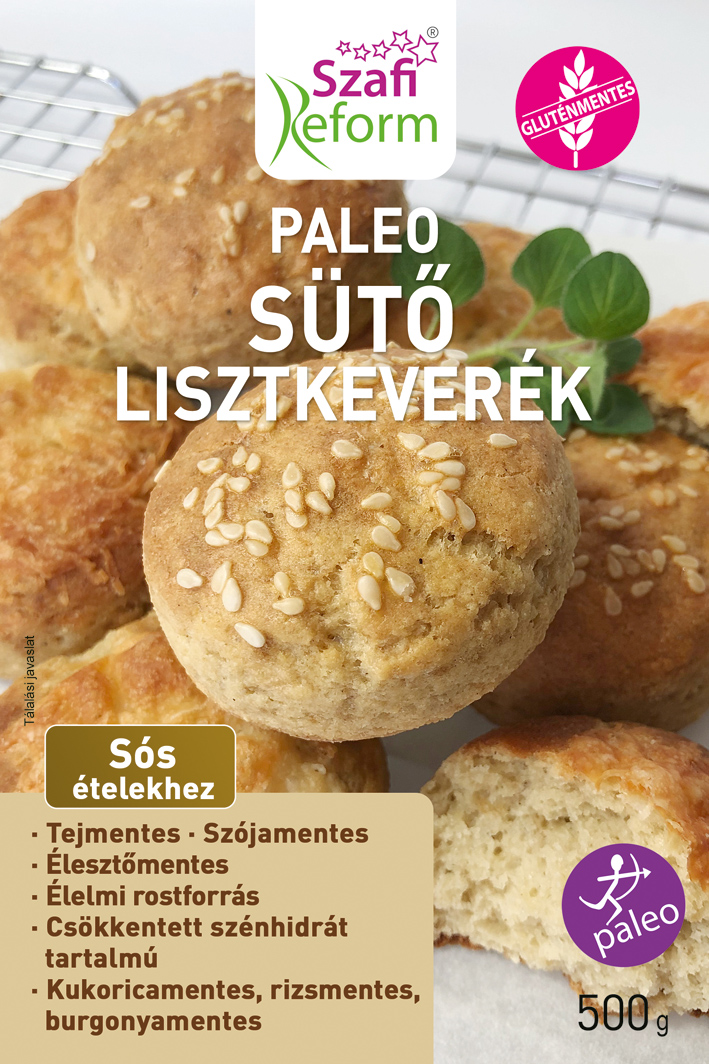 Szafi
®
Reform
GLUTÉNMENTES
PALEO
SÜTŐ
LISZTKEVERÉK
Tálalási javaslat
Sós
ételekhez
· Tejmentes · Szójamentes
· Élesztőmentes
· Élelmi rostforrás
· Csökkentett szénhidrát
tartalmú
· Kukoricamentes, rizsmentes,
burgonyamentes
paleo
500 g